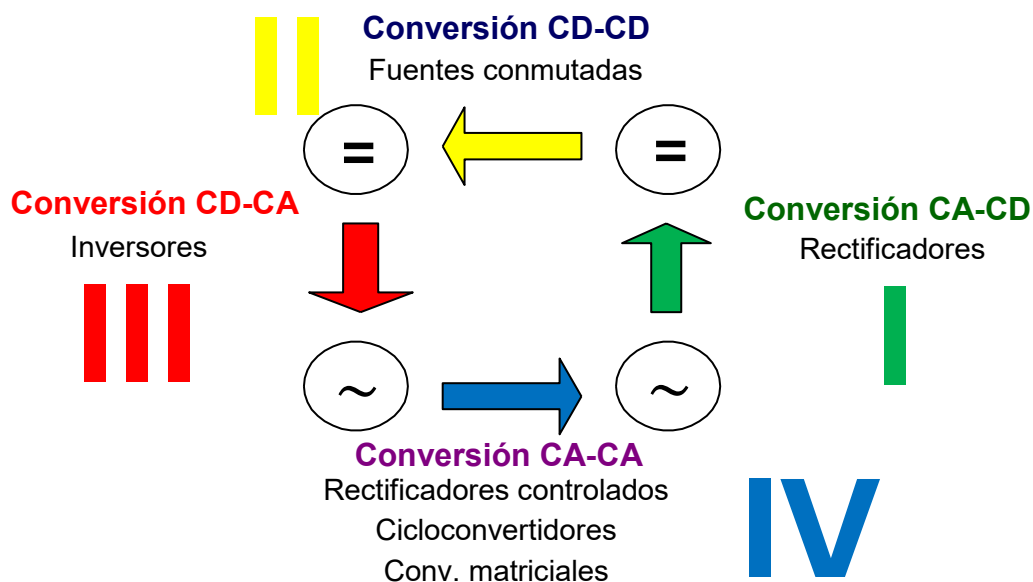 Conversión CD-CD
Fuentes conmutadas
II
=
=
Conversión CD-CA
Inversores
III
Conversión CA-CD
Rectificadores
I
~
~
Conversión CA-CA
Rectificadores controlados
Cicloconvertidores
Conv. matriciales
IV